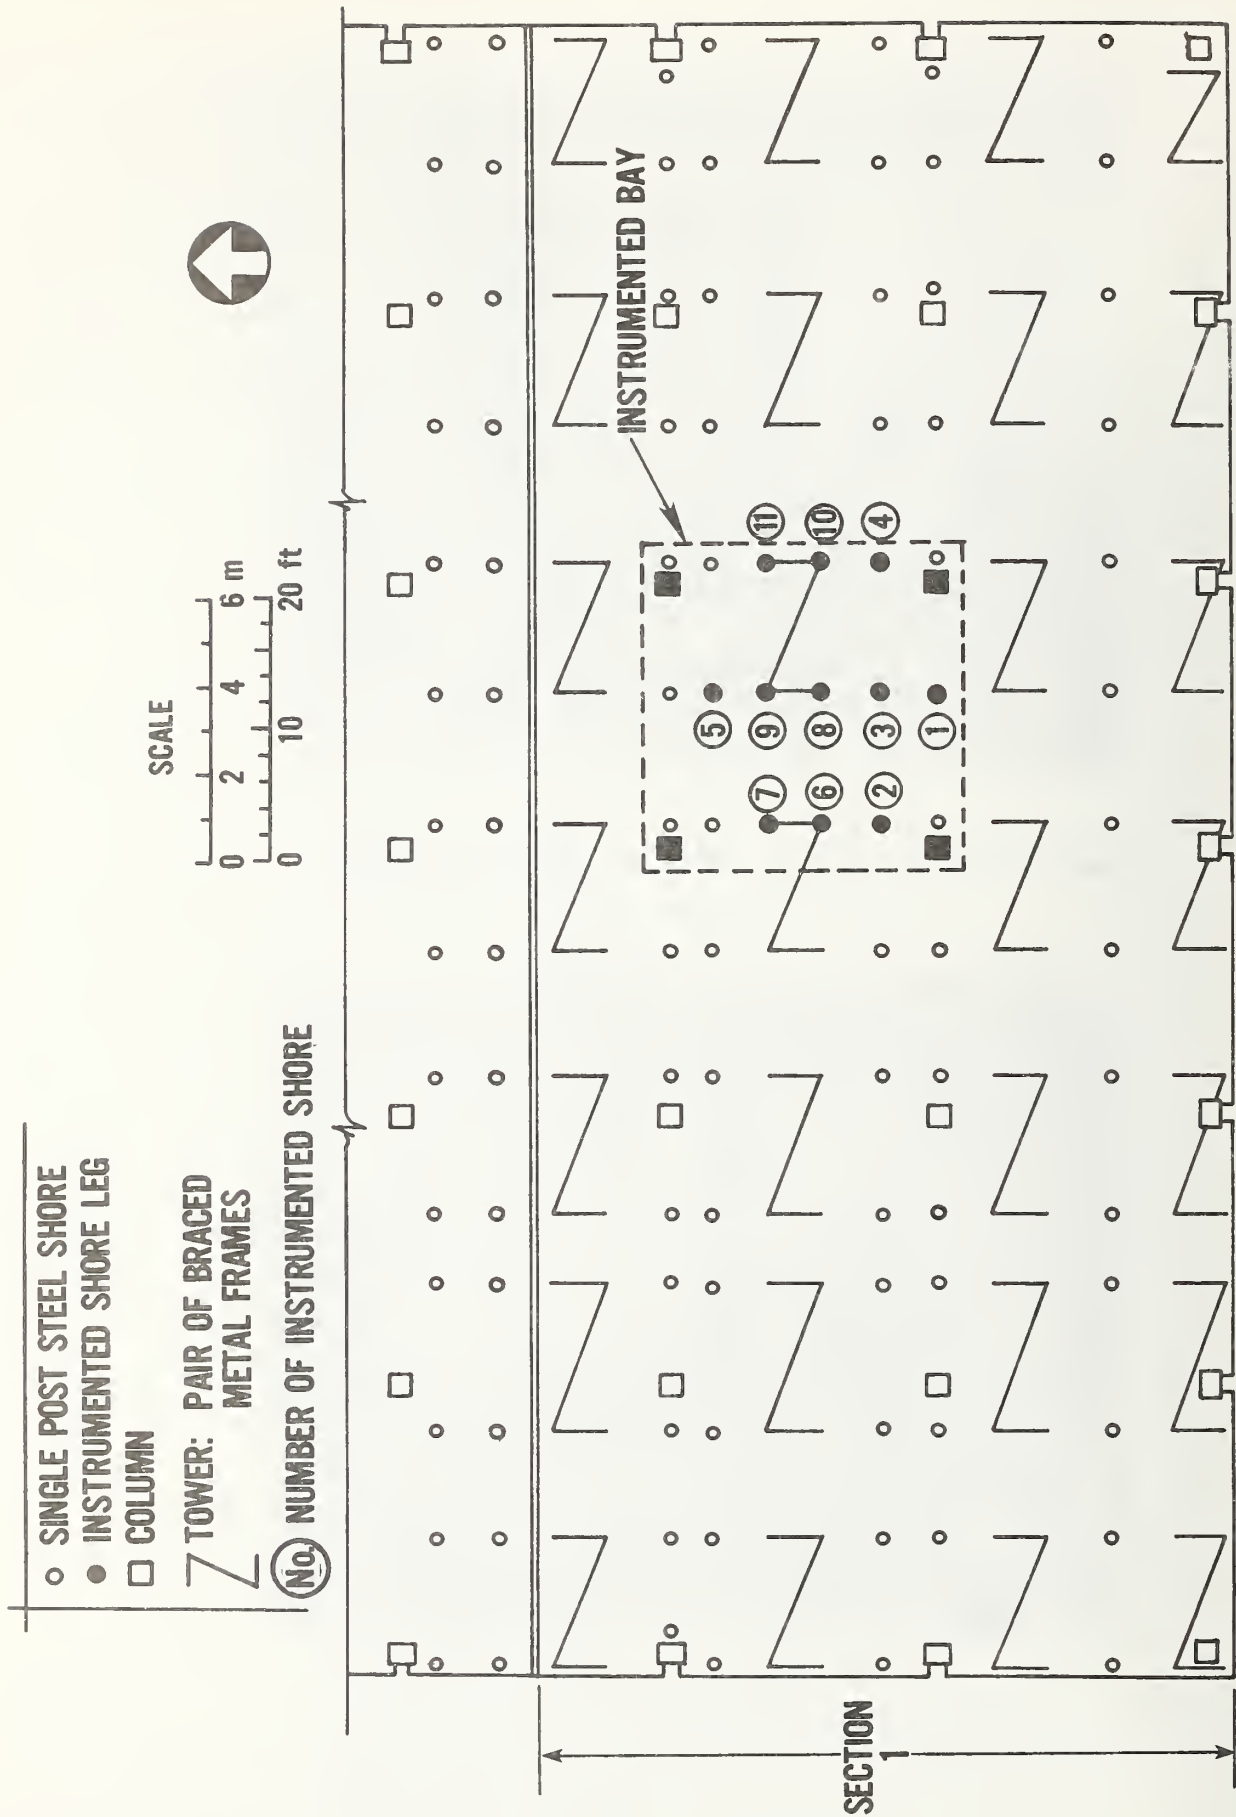 SINGLE POST STEEL SHORE
INSTRUMENTED SHORE LEG
COLUMN
TOWER: PAIR OF BRACED
METAL FRAMES
No. NUMBER OF INSTRUMENTED SHORE
SCALE
0 2 4 6 m
0 10 20 ft
INSTRUMENTED BAY
5
7 9 11
6 8 10
2 3 4
1
SECTION
1